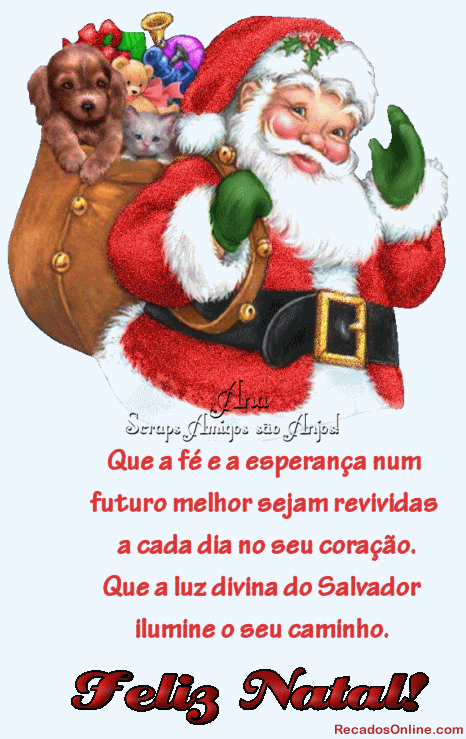 Ana
Scraps Amigos são Anjos!
Que a fé e a esperança num
futuro melhor sejam revividas
a cada dia no seu coração.
Que a luz divina do Salvador
ilumine o seu caminho.
Feliz Natal!
RecadosOnline.com